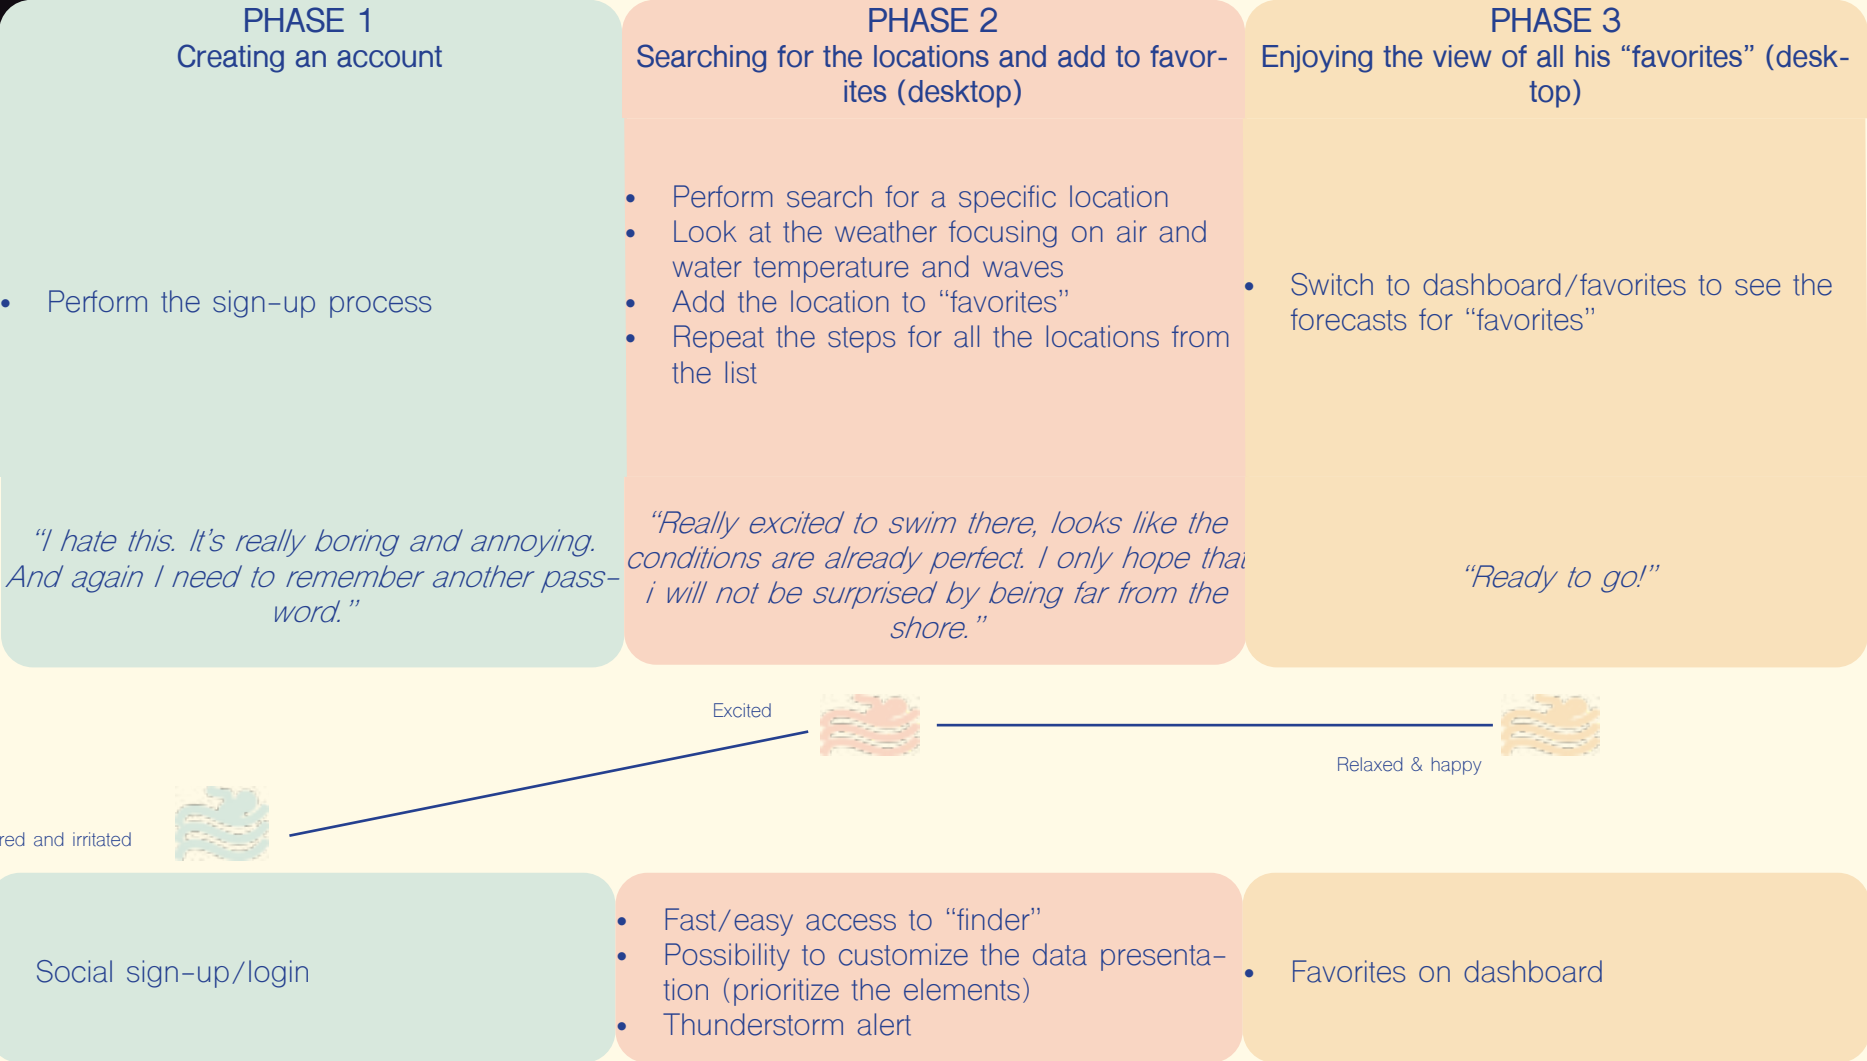 PHASE 1
Creating an account
PHASE 2
Searching for the locations and add to favor-
ites (desktop)
PHASE 3
Enjoying the view of all his “favorites” (desk-
top)
• Perform the sign-up process
• Perform search for a specific location
• Look at the weather focusing on air and
water temperature and waves
• Add the location to “favorites”
• Repeat the steps for all the locations from
the list
• Switch to dashboard/favorites to see the
forecasts for “favorites”
“I hate this. It’s really boring and annoying.
And again I need to remember another pass-
word.”
“Really excited to swim there, looks like the
conditions are already perfect. I only hope that
i will not be surprised by being far from the
shore.”
“Ready to go!”
Excited
Relaxed & happy
and irritated
Social sign-up/login
• Fast/easy access to “finder”
• Possibility to customize the data presenta-
tion (prioritize the elements)
• Thunderstorm alert
• Favorites on dashboard